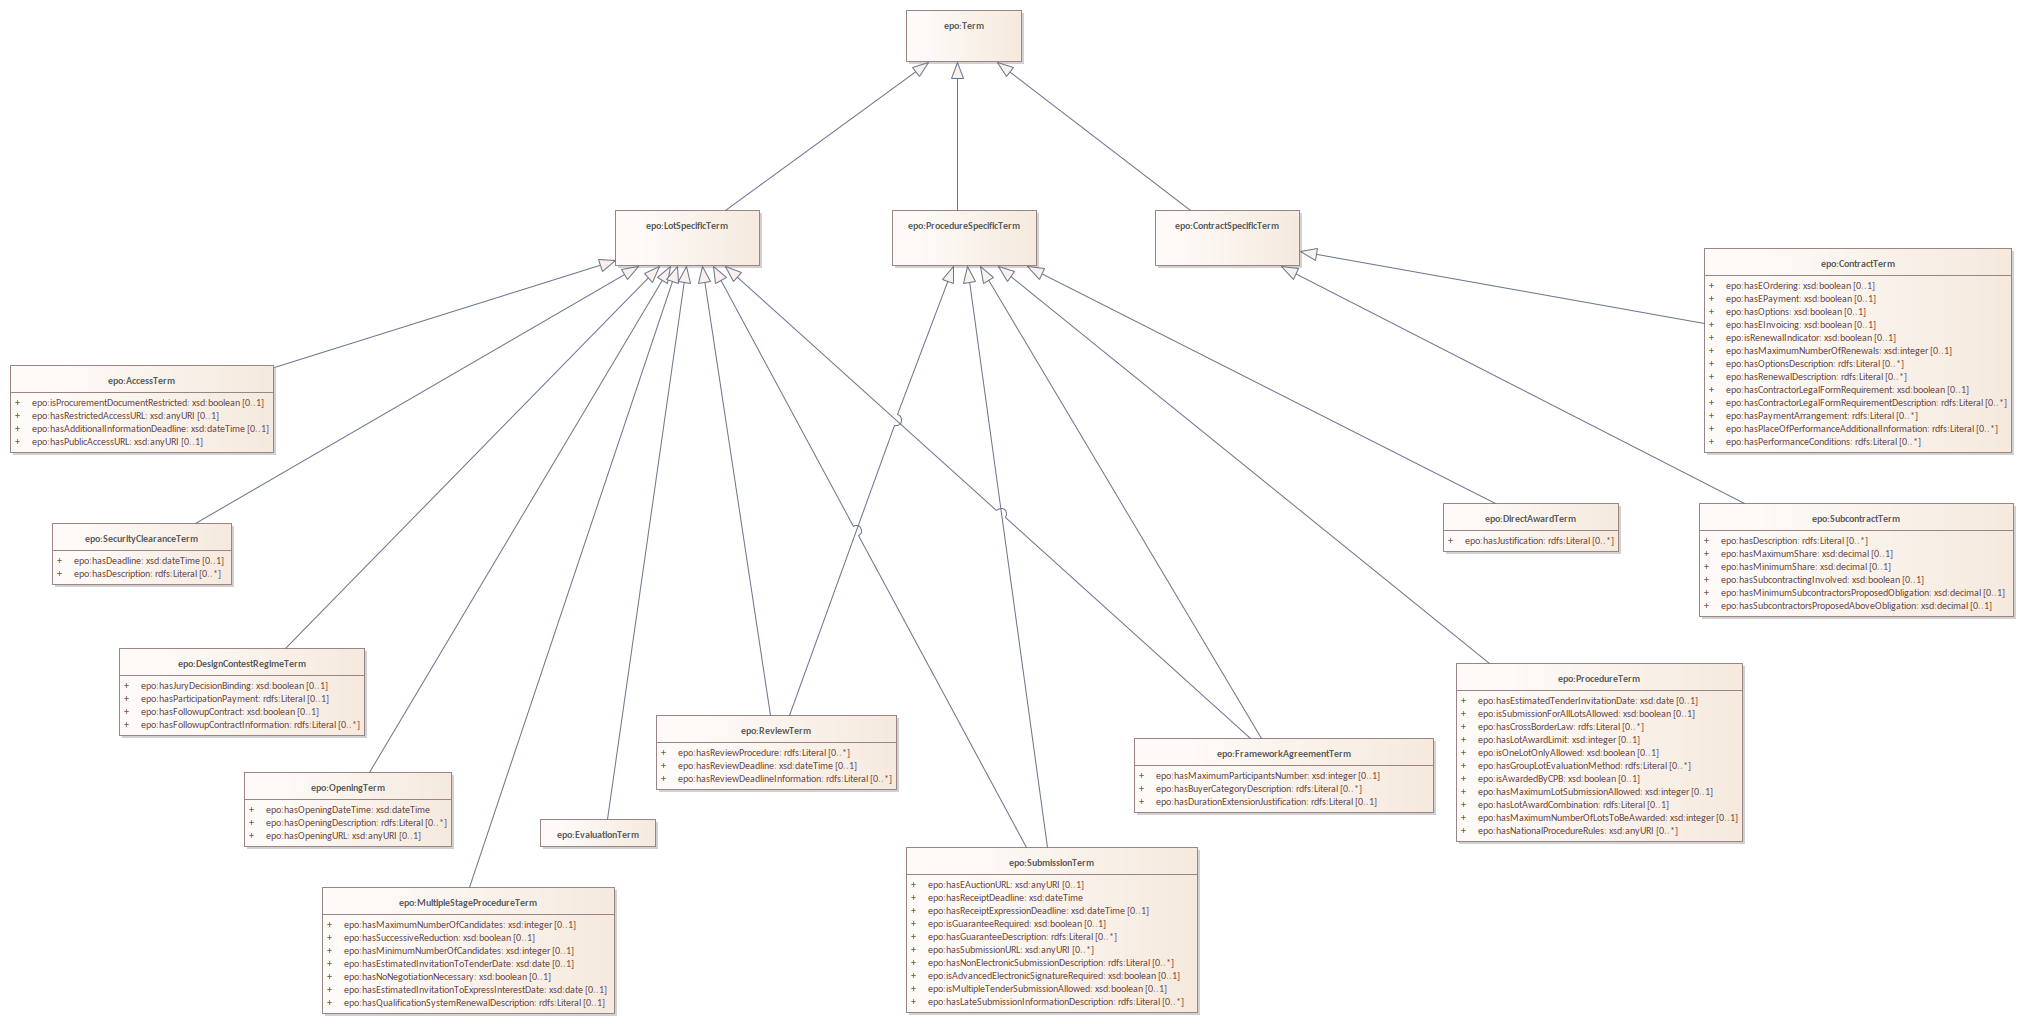 epo:Term
epo:LotSpecificTerm
epo:ProcedureSpecificTerm
epo:ContractSpecificTerm
epo:ContractTerm
+ epo:hasEOrdering: xsd:boolean [0..1]
+ epo:hasEPayment: xsd:boolean [0..1]
+ epo:hasOptions: xsd:boolean [0..1]
+ epo:hasEInvoicing: xsd:boolean [0..1]
+ epo:isRenewalIndicator: xsd:boolean [0..1]
+ epo:hasMaximumNumberOfRenewals: xsd:integer [0..1]
+ epo:hasOptionsDescription: rdfs:Literal [0..*]
+ epo:hasRenewalDescription: rdfs:Literal [0..*]
+ epo:hasContractorLegalFormRequirement: xsd:boolean [0..1]
+ epo:hasContractorLegalFormRequirementDescription: rdfs:Literal [0..*]
+ epo:hasPaymentArrangement: rdfs:Literal [0..*]
+ epo:hasPlaceOfPerformanceAdditionalInformation: rdfs:Literal [0..*]
+ epo:hasPerformanceConditions: rdfs:Literal [0..*]
epo:AccessTerm
+ epo:isProcurementDocumentRestricted: xsd:boolean [0..1]
+ epo:hasRestrictedAccessURL: xsd:anyURI [0..1]
+ epo:hasAdditionalInformationDeadline: xsd:dateTime [0..1]
+ epo:hasPublicAccessURL: xsd:anyURI [0..1]
epo:SecurityClearanceTerm
+ epo:hasDeadline: xsd:dateTime [0..1]
+ epo:hasDescription: rdfs:Literal [0..*]
epo:DirectAwardTerm
+ epo:hasJustification: rdfs:Literal [0..*]
epo:SubcontractTerm
+ epo:hasDescription: rdfs:Literal [0..*]
+ epo:hasMaximumShare: xsd:decimal [0..1]
+ epo:hasMinimumShare: xsd:decimal [0..1]
+ epo:hasSubcontractingInvolved: xsd:boolean [0..1]
+ epo:hasMinimumSubcontractorsProposedObligation: xsd:decimal [0..1]
+ epo:hasSubcontractorsProposedAboveObligation: xsd:decimal [0..1]
epo:DesignContestRegimeTerm
+ epo:hasJuryDecisionBinding: xsd:boolean [0..1]
+ epo:hasParticipationPayment: rdfs:Literal [0..1]
+ epo:hasFollowupContract: xsd:boolean [0..1]
+ epo:hasFollowupContractInformation: rdfs:Literal [0..*]
epo:ProcedureTerm
+ epo:hasEstimatedTenderInvitationDate: xsd:date [0..1]
+ epo:isSubmissionForAllLotsAllowed: xsd:boolean [0..1]
+ epo:hasCrossBorderLaw: rdfs:Literal [0..*]
+ epo:hasLotAwardLimit: xsd:integer [0..1]
+ epo:isOneLotOnlyAllowed: xsd:boolean [0..1]
+ epo:hasGroupLotEvaluationMethod: rdfs:Literal [0..*]
+ epo:isAwardedByCPB: xsd:boolean [0..1]
+ epo:hasMaximumLotSubmissionAllowed: xsd:integer [0..1]
+ epo:hasLotAwardCombination: rdfs:Literal [0..1]
+ epo:hasMaximumNumberOfLotsToBeAwarded: xsd:integer [0..1]
+ epo:hasNationalProcedureRules: xsd:anyURI [0..*]
epo:ReviewTerm
+ epo:hasReviewProcedure: rdfs:Literal [0..*]
+ epo:hasReviewDeadline: xsd:dateTime [0..1]
+ epo:hasReviewDeadlineInformation: rdfs:Literal [0..*]
epo:FrameworkAgreementTerm
+ epo:hasMaximumParticipantsNumber: xsd:integer [0..1]
+ epo:hasBuyerCategoryDescription: rdfs:Literal [0..*]
+ epo:hasDurationExtensionJustification: rdfs:Literal [0..1]
epo:OpeningTerm
+ epo:hasOpeningDateTime: xsd:dateTime
+ epo:hasOpeningDescription: rdfs:Literal [0..*]
+ epo:hasOpeningURL: xsd:anyURI [0..1]
epo:EvaluationTerm
epo:SubmissionTerm
+ epo:hasEAuctionURL: xsd:anyURI [0..1]
+ epo:hasReceiptDeadline: xsd:dateTime
+ epo:hasReceiptExpressionDeadline: xsd:dateTime [0..1]
+ epo:isGuaranteeRequired: xsd:boolean [0..1]
+ epo:hasGuaranteeDescription: rdfs:Literal [0..*]
+ epo:hasSubmissionURL: xsd:anyURI [0..*]
+ epo:hasNonElectronicSubmissionDescription: rdfs:Literal [0..*]
+ epo:isAdvancedElectronicSignatureRequired: xsd:boolean [0..1]
+ epo:isMultipleTenderSubmissionAllowed: xsd:boolean [0..1]
+ epo:hasLateSubmissionInformationDescription: rdfs:Literal [0..*]
epo:MultipleStageProcedureTerm
+ epo:hasMaximumNumberOfCandidates: xsd:integer [0..1]
+ epo:hasSuccessiveReduction: xsd:boolean [0..1]
+ epo:hasMinimumNumberOfCandidates: xsd:integer [0..1]
+ epo:hasEstimatedInvitationToTenderDate: xsd:date [0..1]
+ epo:hasNoNegotiationNecessary: xsd:boolean [0..1]
+ epo:hasEstimatedInvitationToExpressInterestDate: xsd:date [0..1]
+ epo:hasQualificationSystemRenewalDescription: rdfs:Literal [0..1]